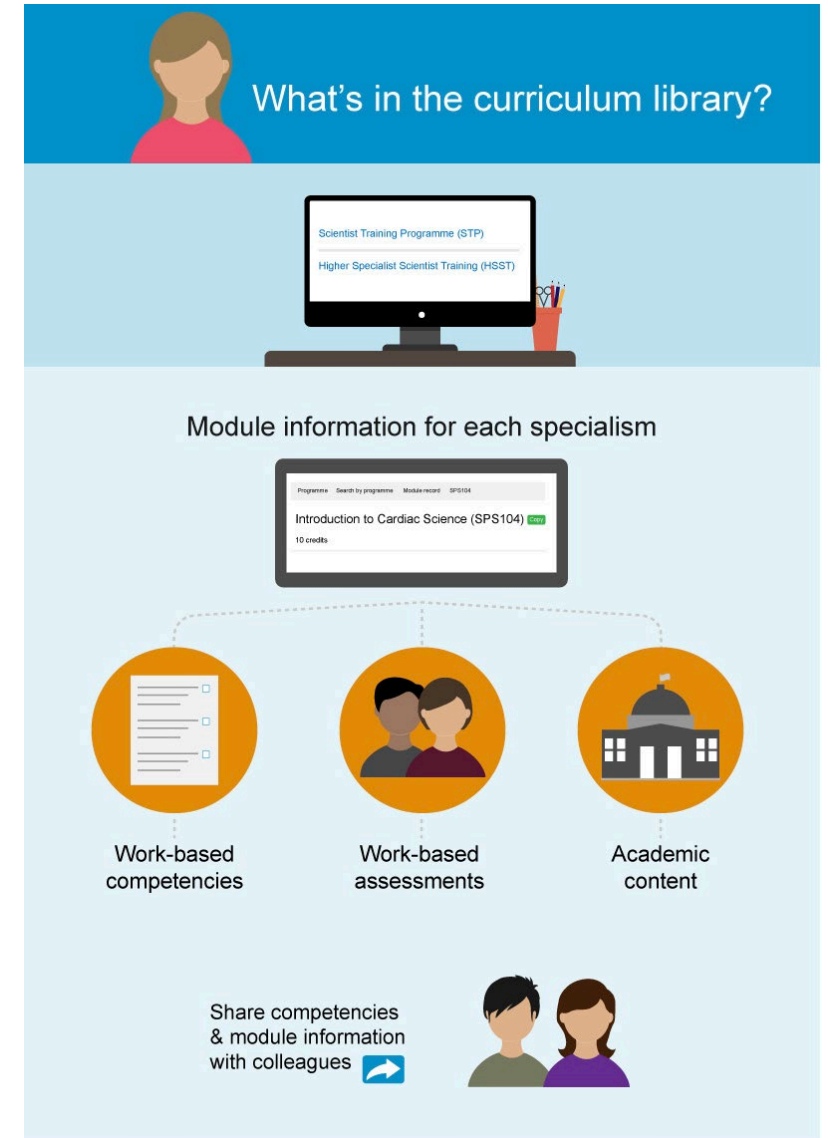 What's in the curriculum library?
Scientist Training Programme (STP)
Higher Specialist Scientist Training (HSST)
Module information for each specialism
Programme Search by programme Module record SPS104
Introduction to Cardiac Science (SPS104) Copy
10 credits
Work-based
competencies
Work-based
assessments
Academic
content
Share competencies
& module information
with colleagues